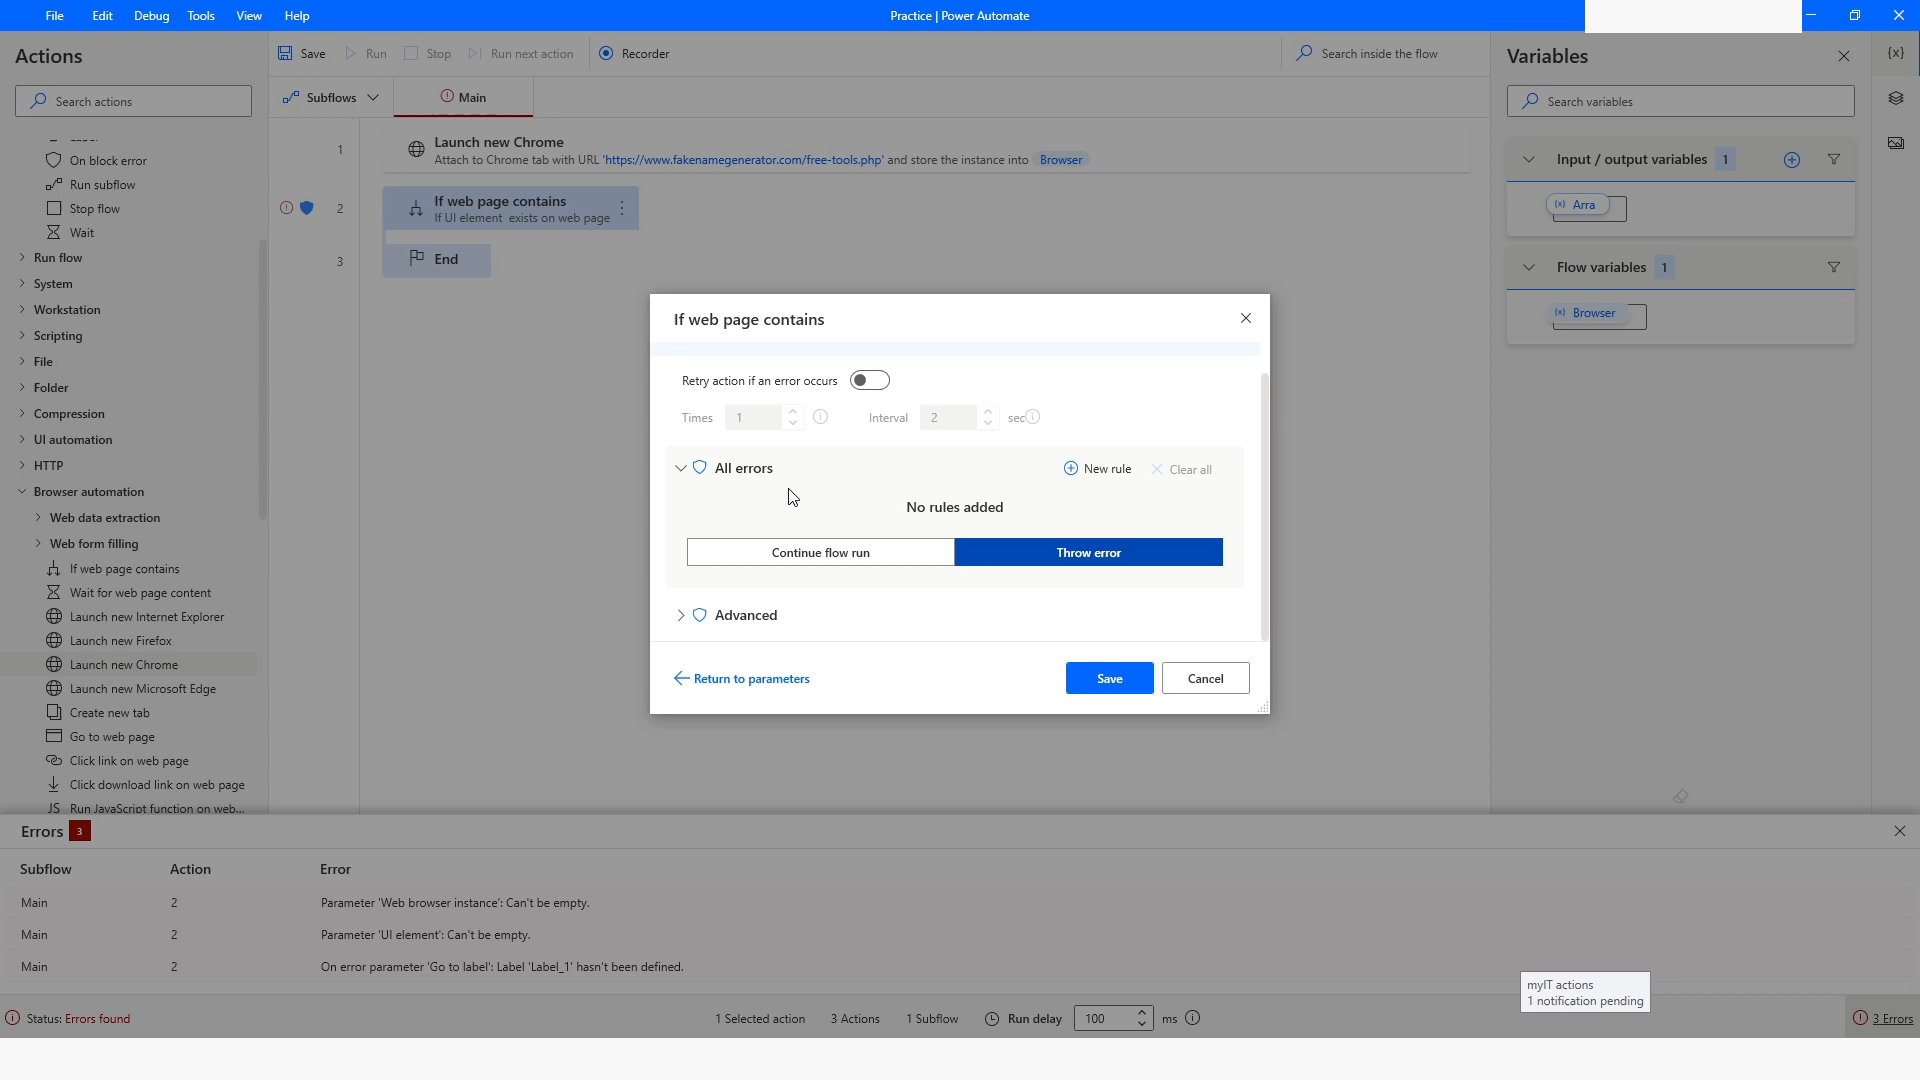 File Edit Debug Tools View Help
Practice | Power Automate
Actions
Search actions
On block error
Run subflow
Stop flow
Wait
Run flow
System
Workstation
Scripting
File
Folder
Compression
UI automation
HTTP
Browser automation
Web data extraction
Web form filling
If web page contains
Wait for web page content
Launch new Internet Explorer
Launch new Firefox
Launch new Chrome
Launch new Microsoft Edge
Create new tab
Go to web page
Click link on web page
Click download link on web page
JS Run JavaScript function on web...
Save Run Stop Run next action Recorder
Search inside the flow
Subflows
Main
1
Launch new Chrome
Attach to Chrome tab with URL 'https://www.fakenamegenerator.com/free-tools.php' and store the instance into Browser
2
If web page contains
If UI element exists on web page
3
End
Variables
{x}
Search variables
Input / output variables 1
(x) Arra
Flow variables 1
(x) Browser
If web page contains
Retry action if an error occurs
Times 1 Interval 2 sec
All errors
New rule Clear all
No rules added
Continue flow run Throw error
Advanced
Return to parameters
Save Cancel
Errors 3
Subflow Action Error
Main 2 Parameter 'Web browser instance': Can't be empty.
Main 2 Parameter 'UI element': Can't be empty.
Main 2 On error parameter 'Go to label': Label 'Label_1' hasn't been defined.
myIT actions
1 notification pending
Status: Errors found
1 Selected action 3 Actions 1 Subflow Run delay 100 ms
3 Errors